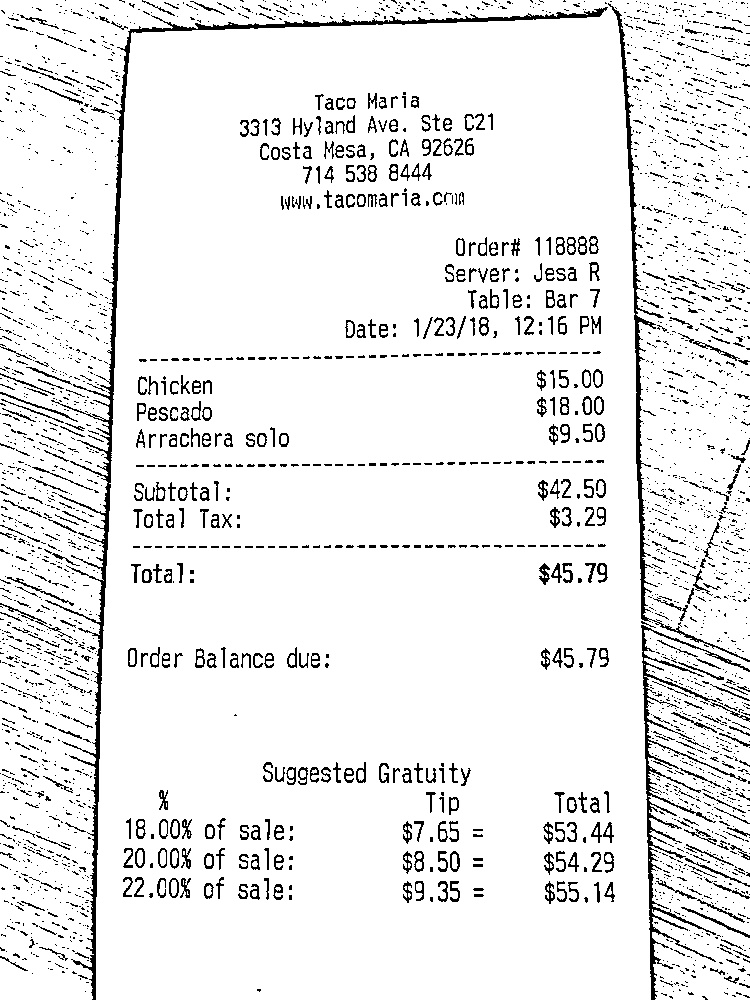 Taco Maria
3313 Hyland Ave. Ste C21
Costa Mesa, CA 92626
714 538 8444
www.tacomaria.com
Order# 118888
Server: Jesa R
Table: Bar 7
Date: 1/23/18, 12:16 PM
Chicken $15.00
Pescado $18.00
Arrachera solo $9.50
Subtotal: $42.50
Total Tax: $3.29
Total: $45.79
Order Balance due: $45.79
Suggested Gratuity
% Tip Total
18.00% of sale: $7.65 = $53.44
20.00% of sale: $8.50 = $54.29
22.00% of sale: $9.35 = $55.14